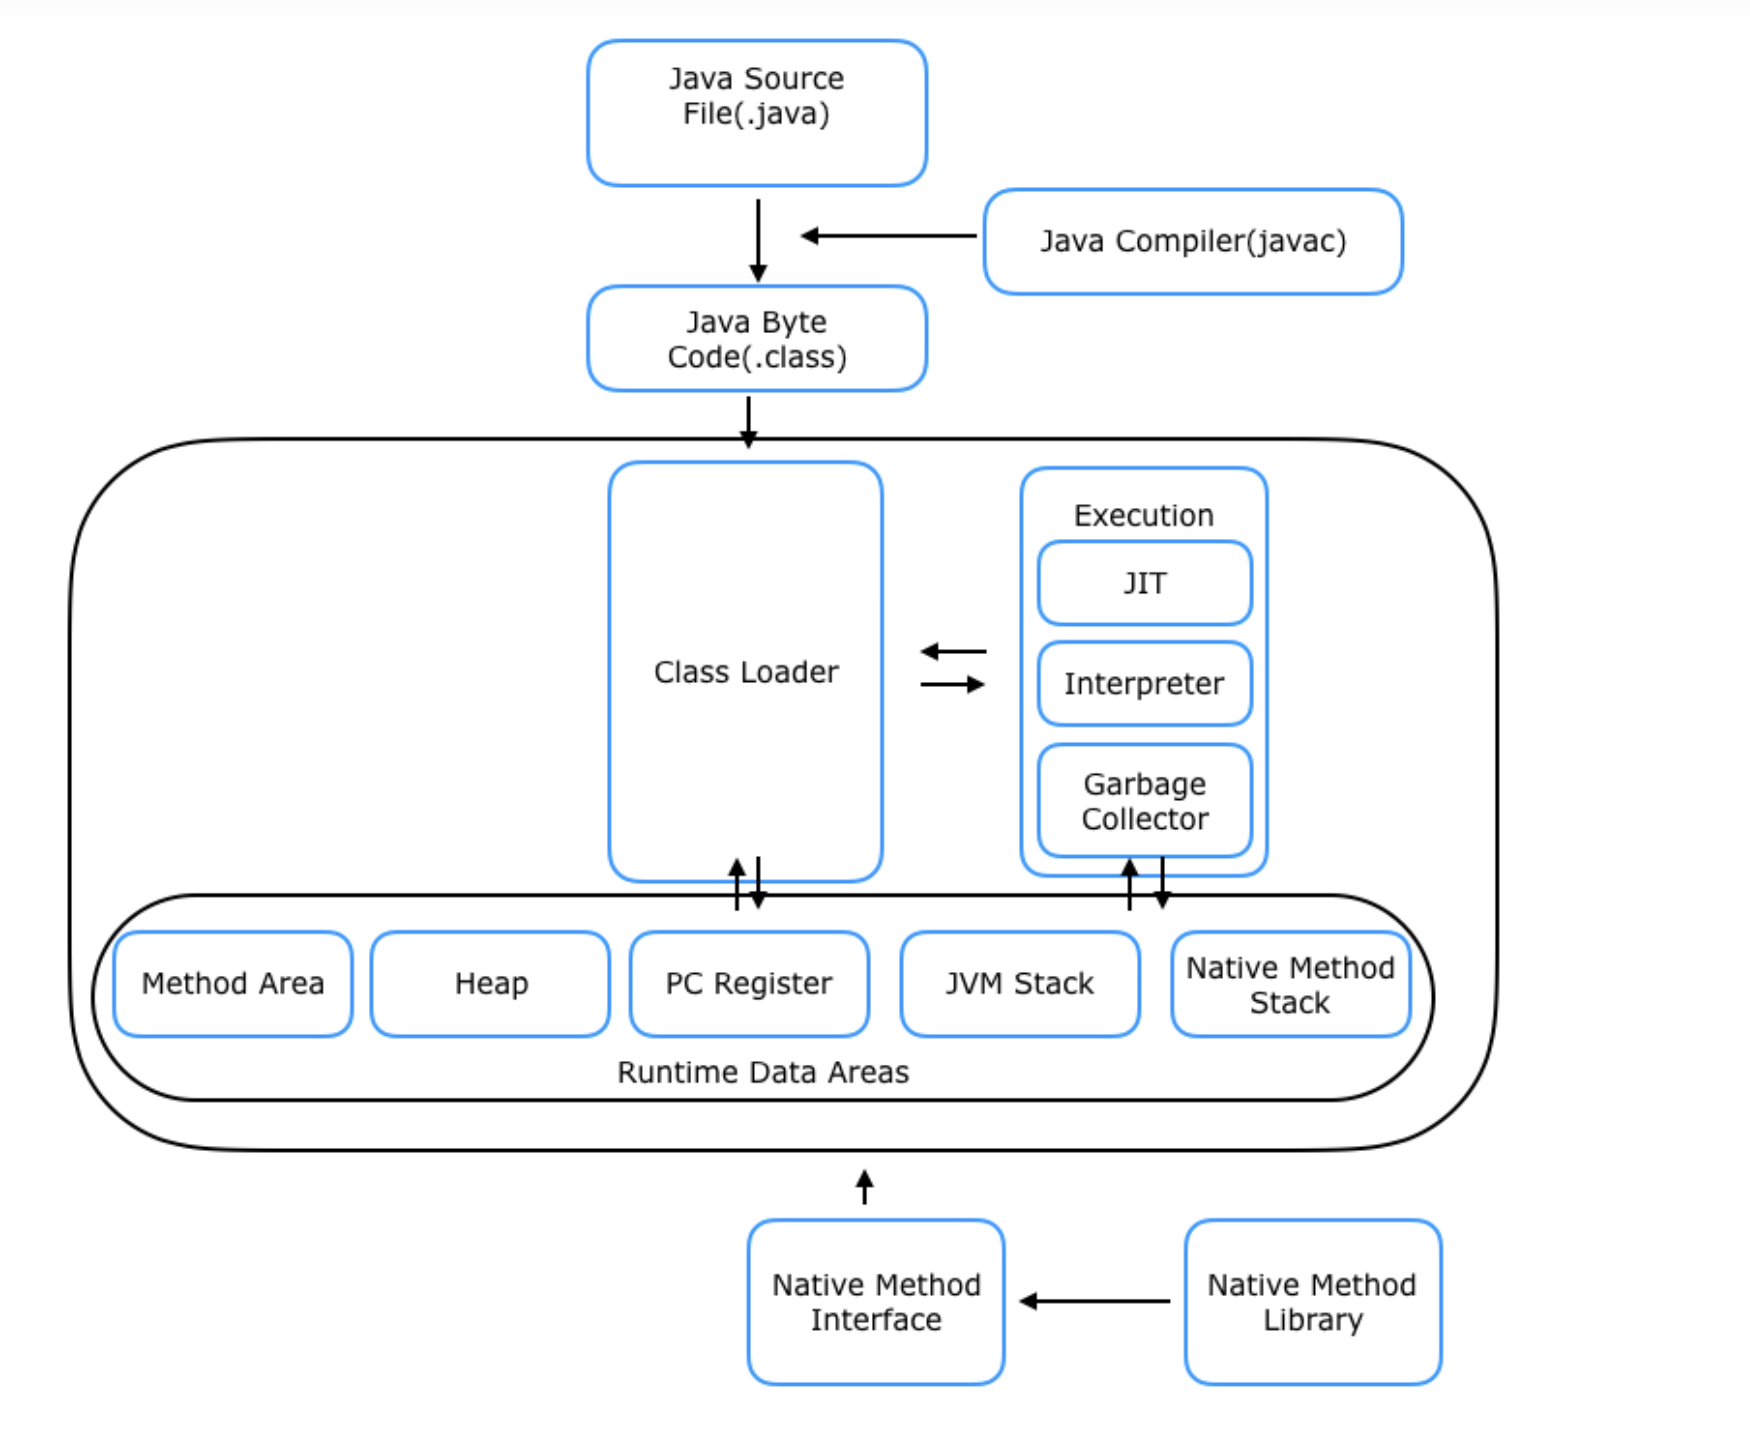 Java Source
File(.java)
Java Compiler(javac)
Java Byte
Code(.class)
Class Loader
Execution
JIT
Interpreter
Garbage
Collector
Method Area
Heap
PC Register
JVM Stack
Native Method
Stack
Runtime Data Areas
Native Method
Interface
Native Method
Library